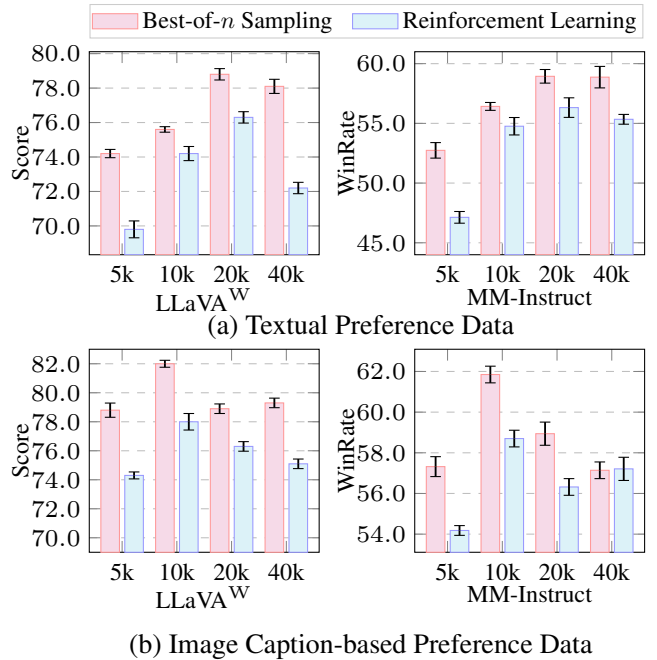 Best-of-n Sampling Reinforcement Learning
78.0
76.0
74.0
72.0
70.0
Score
5k 10k 20k 40k
LLaVA^W
60.0
55.0
50.0
45.0
WinRate
5k 10k 20k 40k
MM-Instruct
(a) Textual Preference Data
82.0
80.0
78.0
76.0
74.0
72.0
70.0
Score
5k 10k 20k 40k
LLaVA^W
62.0
60.0
58.0
56.0
54.0
WinRate
5k 10k 20k 40k
MM-Instruct
(b) Image Caption-based Preference Data